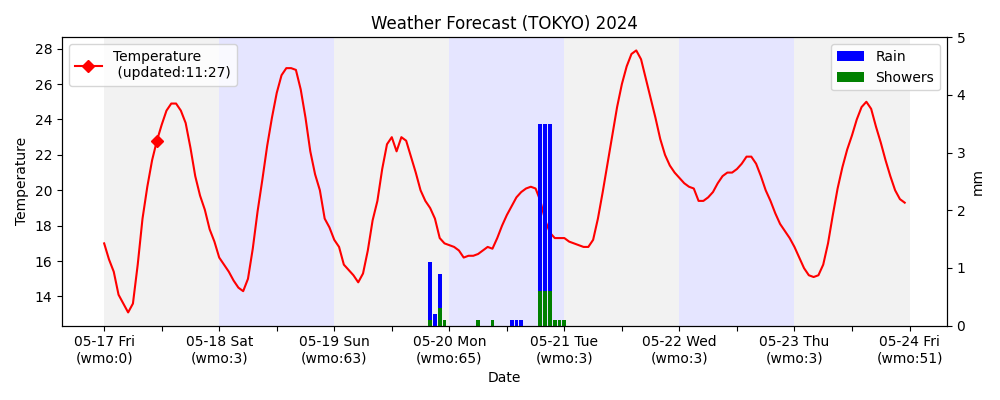 Weather Forecast (TOKYO) 2024
Temperature
(updated:11:27)
Rain
Showers
Temperature
28
26
24
22
20
18
16
14
5
4
3
2
1
0
mm
05-17 Fri 05-18 Sat 05-19 Sun 05-20 Mon 05-21 Tue 05-22 Wed 05-23 Thu 05-24 Fri
(wmo:0) (wmo:3) (wmo:63) (wmo:65) (wmo:3) (wmo:3) (wmo:3) (wmo:51)
Date